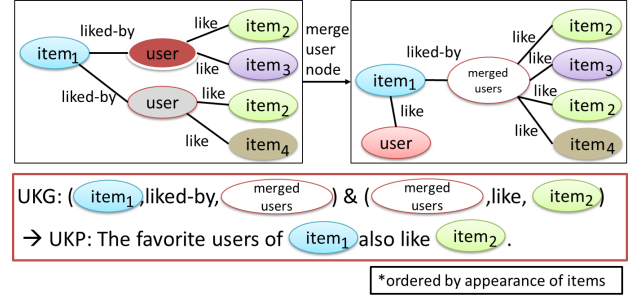 liked-by
user
like
item2
item1
like
item3
liked-by
user
like
item2
like
item4
merge
user
node
liked-by
like
item2
item1
merged
users
like
item3
like
user
like
item2
like
item4
UKG: (item1,liked-by, merged users) & (merged users,like, item2)
→ UKP: The favorite users of item1 also like item2.
*ordered by appearance of items